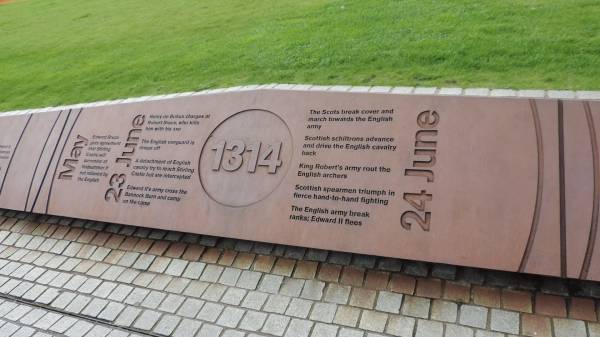 May
Edward Bruce
gets agreement
over Stirling
Castle will
surrender at
Midsummer if
not relieved by
the English
23 June
Henry de Bohun charges at
Robert Bruce, who kills
him with his axe
The English vanguard is
driven off
A detachment of English
cavalry try to reach Stirling
Castle but are intercepted
Edward II's army cross the
Bannock Burn and camp
on the carse
1314
The Scots break cover and
march towards the English
army
Scottish schiltrons advance
and drive the English cavalry
back
King Robert's army rout the
English archers
Scottish spearmen triumph in
fierce hand-to-hand fighting
The English army break
ranks; Edward II flees
24 June